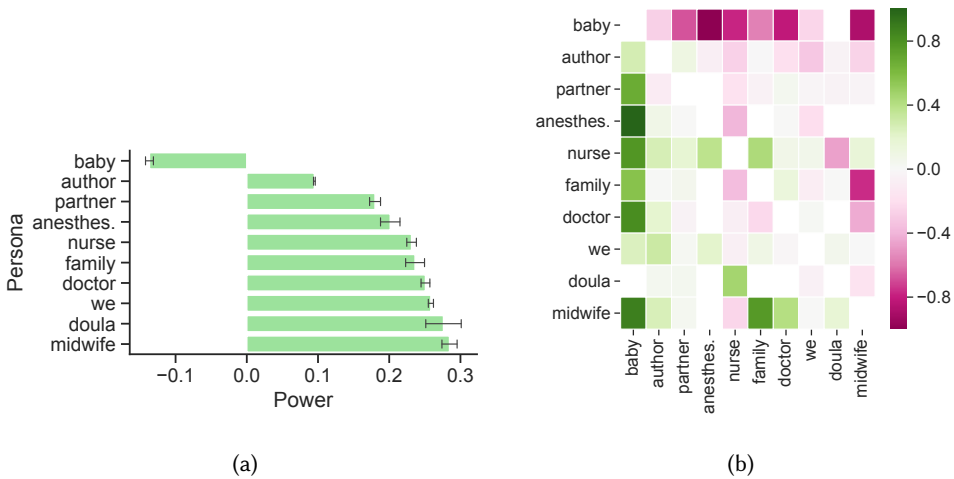 baby
author
partner
anesthes.
nurse
family
doctor
we
doula
midwife
Persona
−0.1
0.0
0.1
0.2
0.3
Power
(a)
baby
author
partner
anesthes.
nurse
family
doctor
we
doula
midwife
baby
author
partner
anesthes.
nurse
family
doctor
we
doula
midwife
0.8
0.4
0.0
−0.4
−0.8
(b)